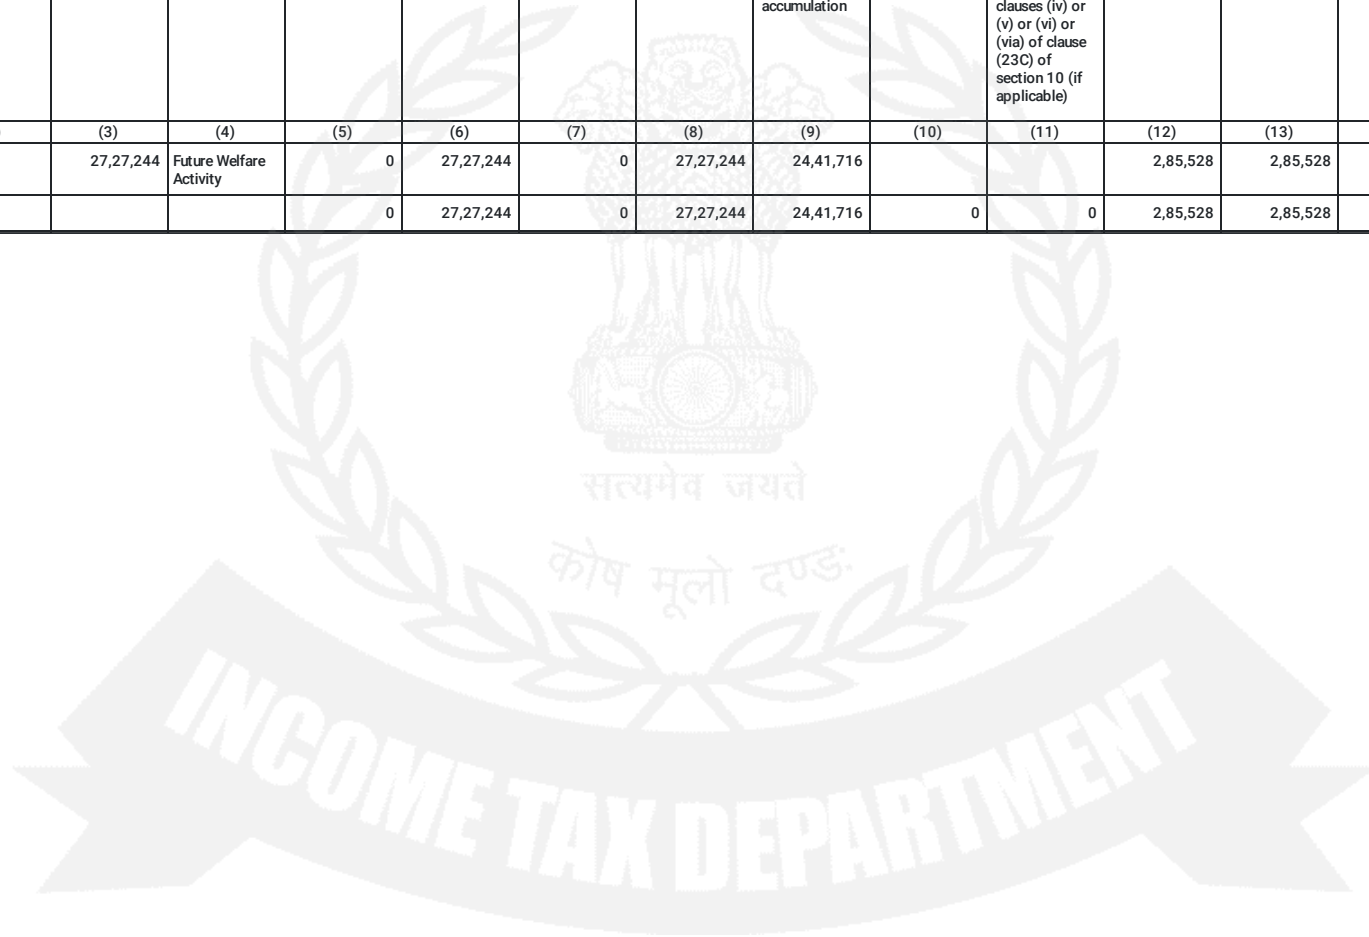 accumulation
clauses (iv) or
(v) or (vi) or
(via) of clause
(23C) of
section 10 (if
applicable)
(3) (4) (5) (6) (7) (8) (9) (10) (11) (12) (13)
27,27,244 Future Welfare 0 27,27,244 0 27,27,244 24,41,716 2,85,528 2,85,528
Activity
0 27,27,244 0 27,27,244 24,41,716 0 0 2,85,528 2,85,528
सत्यमेव जयते
कोष मूलो दण्डः
INCOME TAX DEPARTMENT